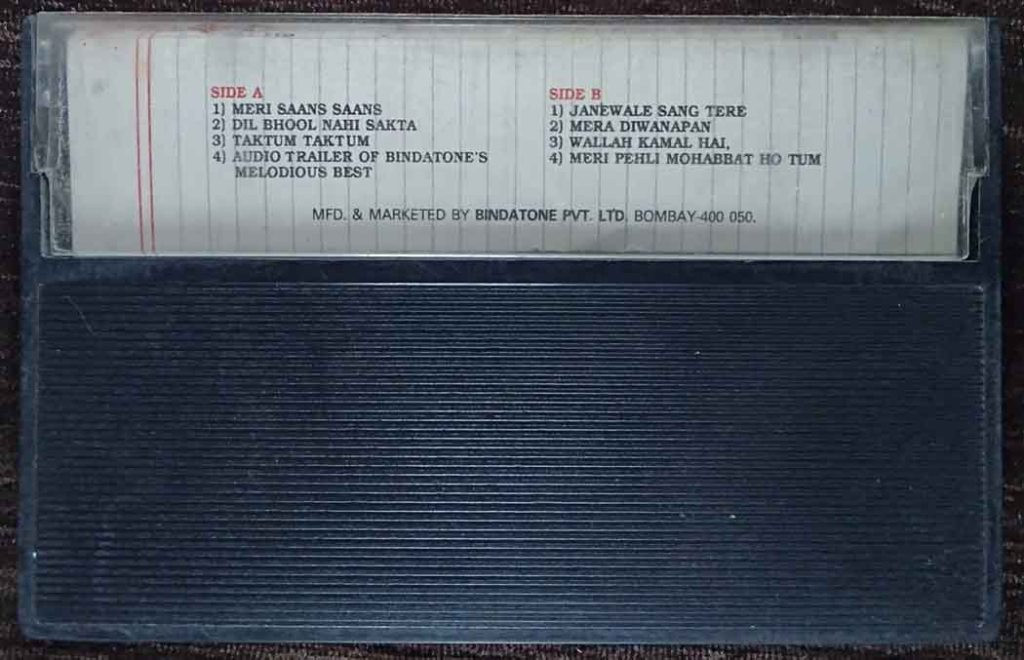 SIDE A
1) MERI SAANS SAANS
2) DIL BHOOL NAHI SAKTA
3) TAKTUM TAKTUM
4) AUDIO TRAILER OF BINDATONE'S
MELODIOUS BEST
SIDE B
1) JANEWALE SANG TERE
2) MERA DIWANAPAN
3) WALLAH KAMAL HAI,
4) MERI PEHLI MOHABBAT HO TUM
MFD. & MARKETED BY BINDATONE PVT. LTD. BOMBAY-400 050.